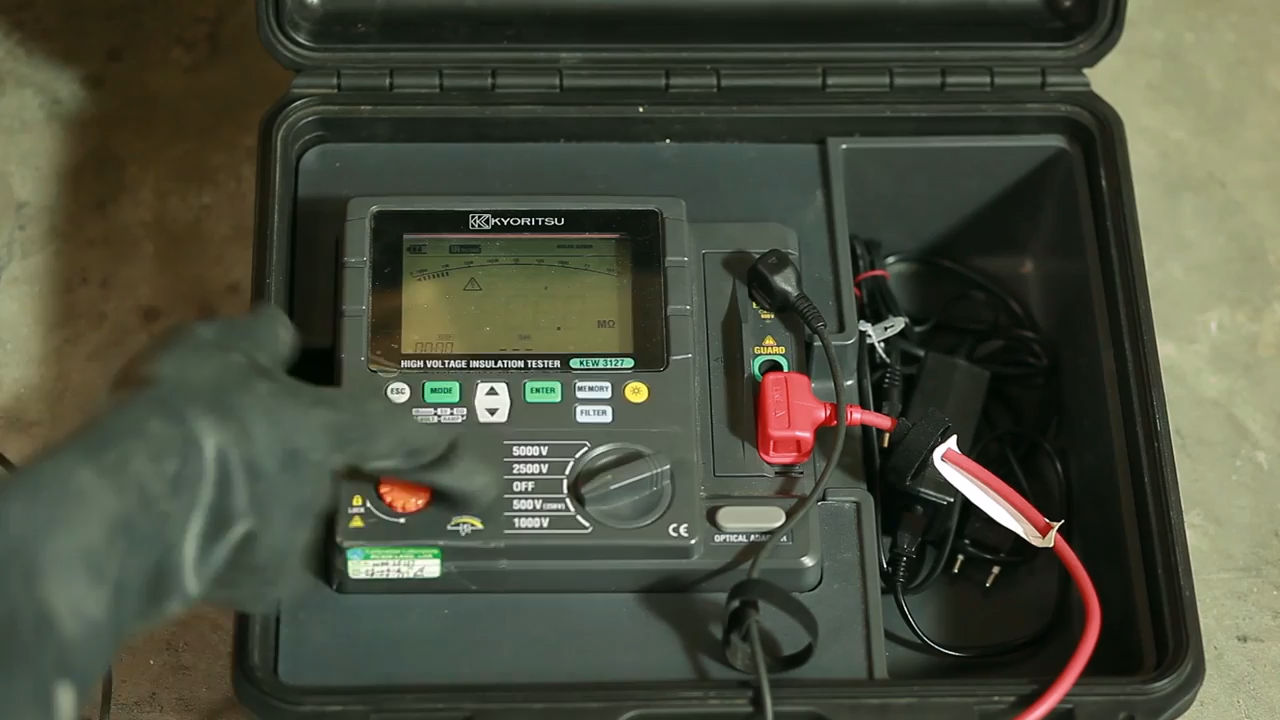 KYORITSU
MΩ
HIGH VOLTAGE INSULATION TESTER KEW 3127
ESC
MODE
ENTER
MEMORY
FILTER
GUARD
5000V
2500V
OFF
500V
1000V
LOCK
CE
OPTICAL ADAPTER